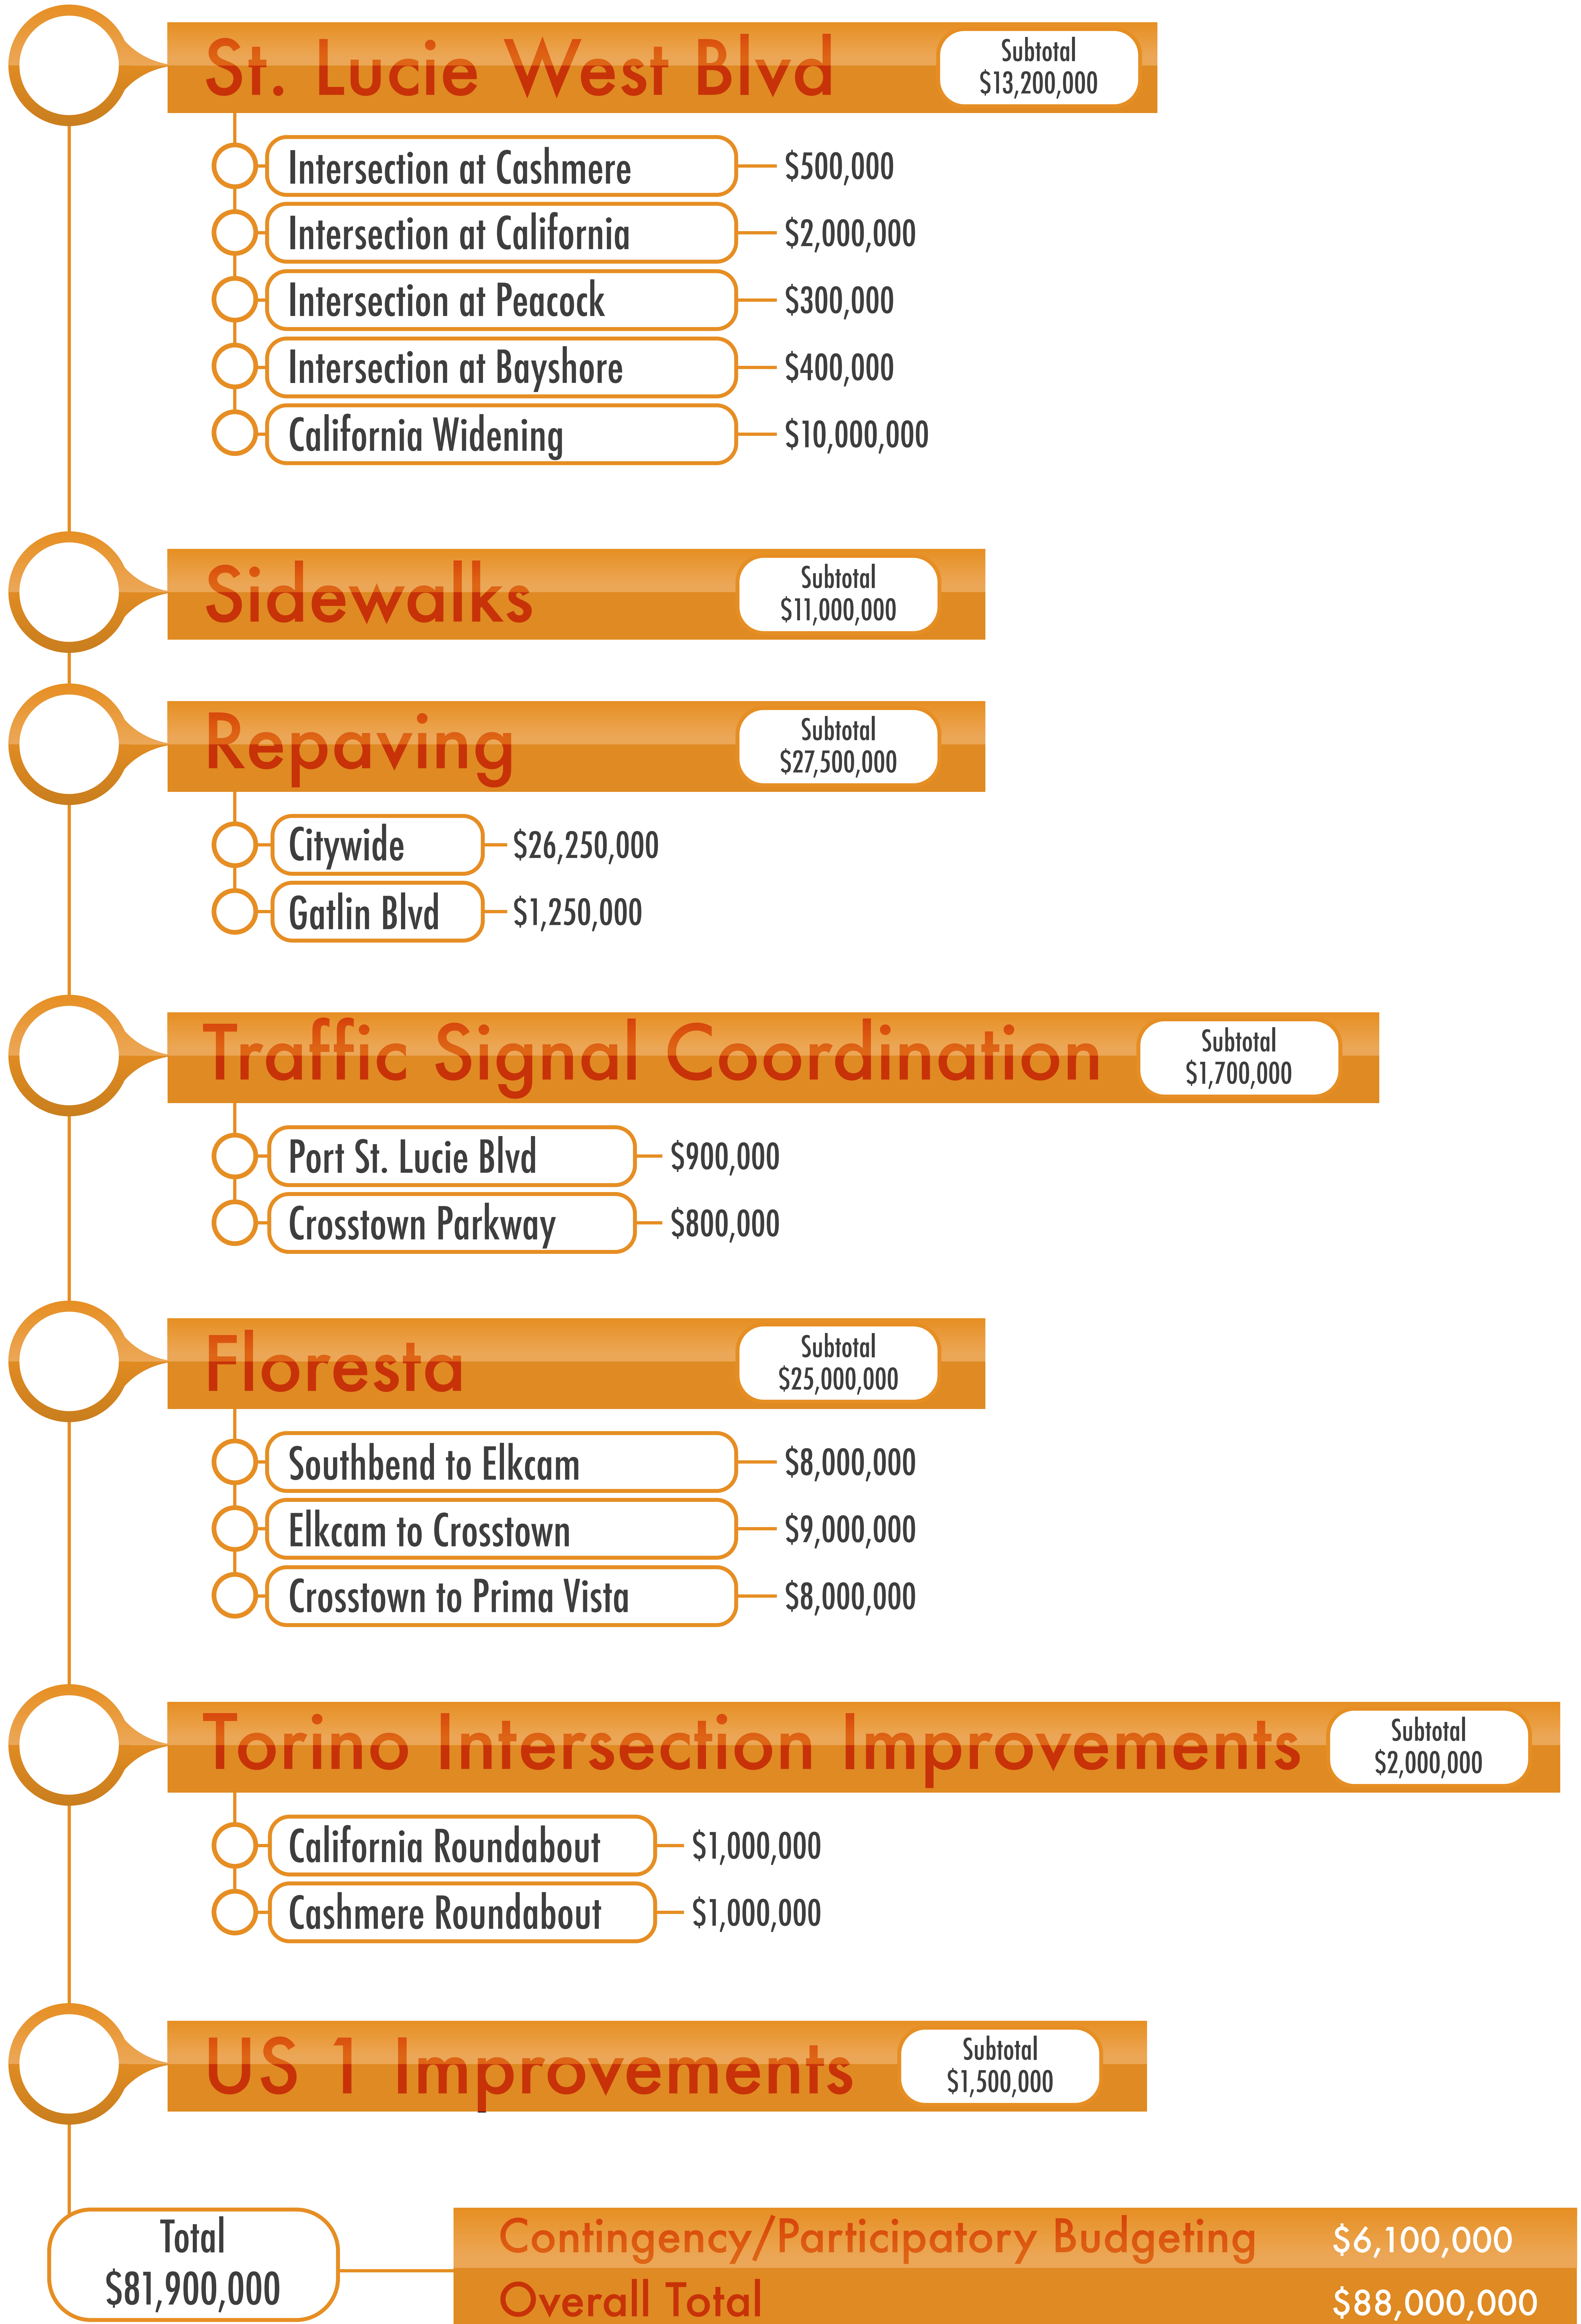 St. Lucie West Blvd
Subtotal
$13,200,000
Intersection at Cashmere $500,000
Intersection at California $2,000,000
Intersection at Peacock $300,000
Intersection at Bayshore $400,000
California Widening $10,000,000
Sidewalks
Subtotal
$11,000,000
Repaving
Subtotal
$27,500,000
Citywide $26,250,000
Gatlin Blvd $1,250,000
Traffic Signal Coordination
Subtotal
$1,700,000
Port St. Lucie Blvd $900,000
Crosstown Parkway $800,000
Floresta
Subtotal
$25,000,000
Southbend to Elkcam $8,000,000
Elkcam to Crosstown $9,000,000
Crosstown to Prima Vista $8,000,000
Torino Intersection Improvements
Subtotal
$2,000,000
California Roundabout $1,000,000
Cashmere Roundabout $1,000,000
US 1 Improvements
Subtotal
$1,500,000
Total
$81,900,000
Contingency/Participatory Budgeting $6,100,000
Overall Total $88,000,000